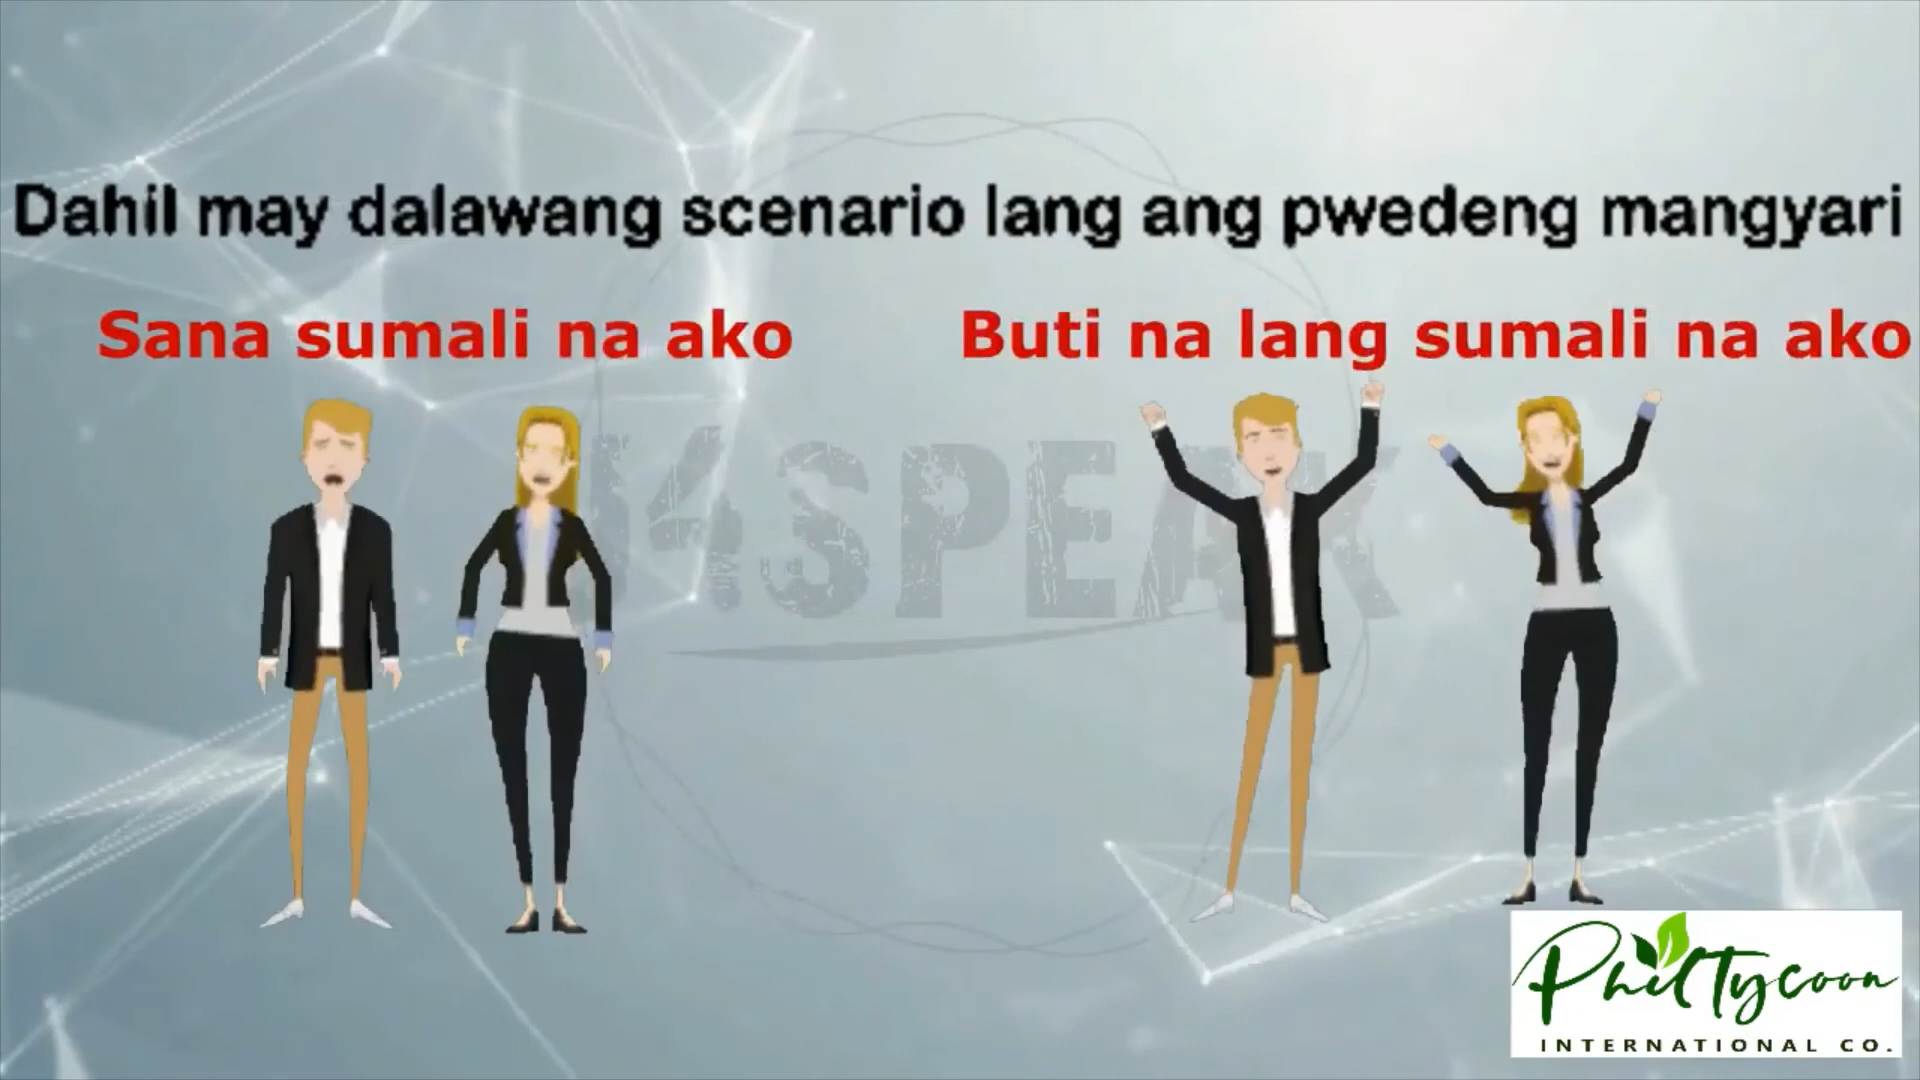 Dahil may dalawang scenario lang ang pwedeng mangyari
Sana sumali na ako
Buti na lang sumali na ako
4SPEAK
PhilTycoon
INTERNATIONAL CO.